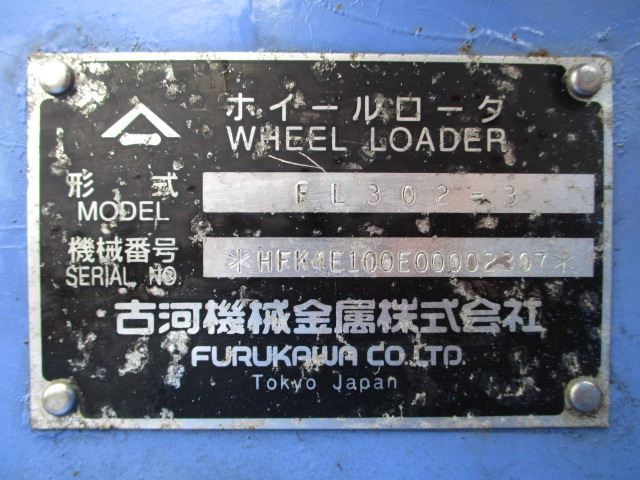 ホイールローダ
WHEEL LOADER
形式 FL302-3
MODEL
機械番号 *HFK4E100E00002307*
SERIAL NO
古河機械金属株式会社
FURUKAWA CO.,LTD.
Tokyo Japan